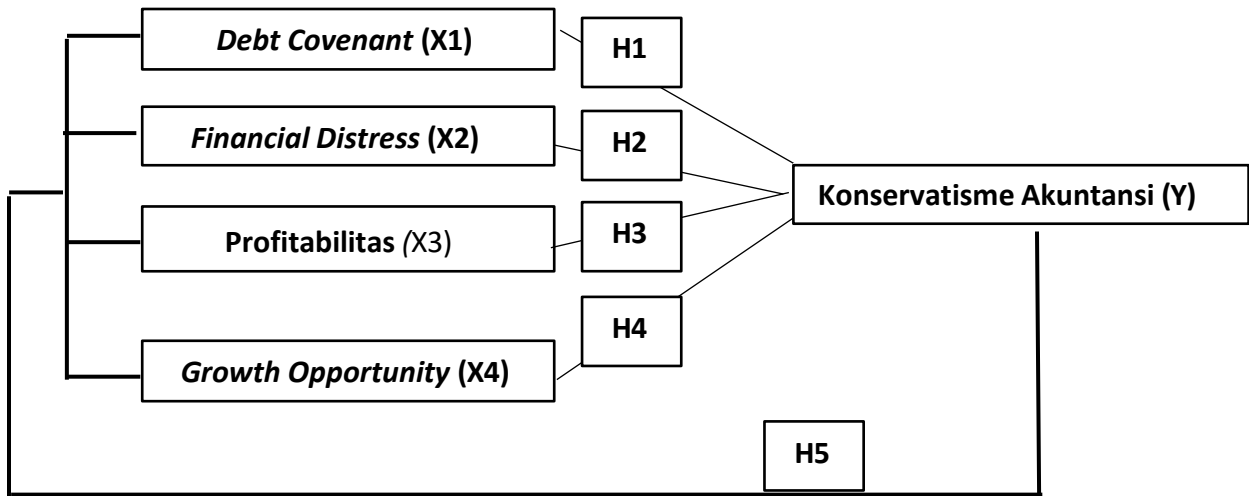 Debt Covenant (X1)
H1
Financial Distress (X2)
H2
Konservatisme Akuntansi (Y)
Profitabilitas (X3)
H3
H4
Growth Opportunity (X4)
H5